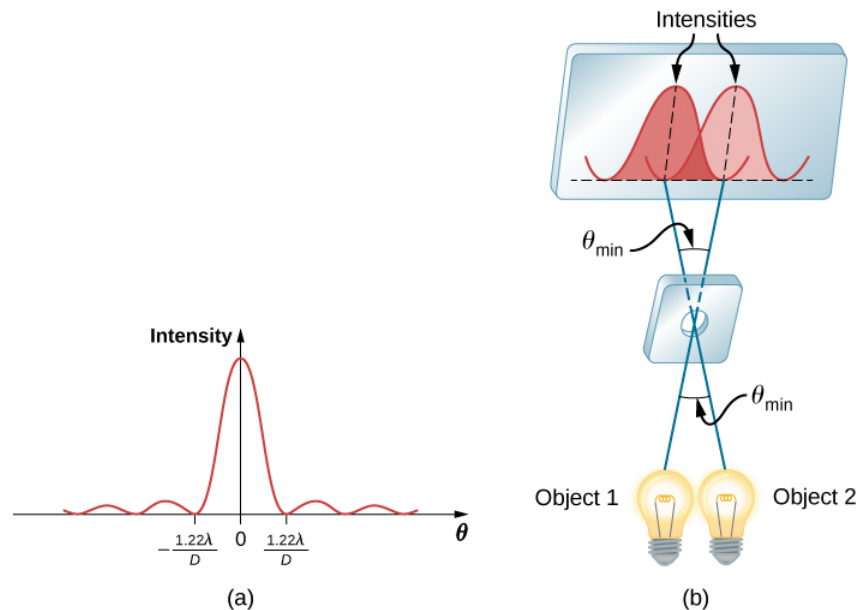 Intensities
θmin
Intensity
θmin
Object 1
Object 2
−1.22λ/D
0
1.22λ/D
θ
(a)
(b)